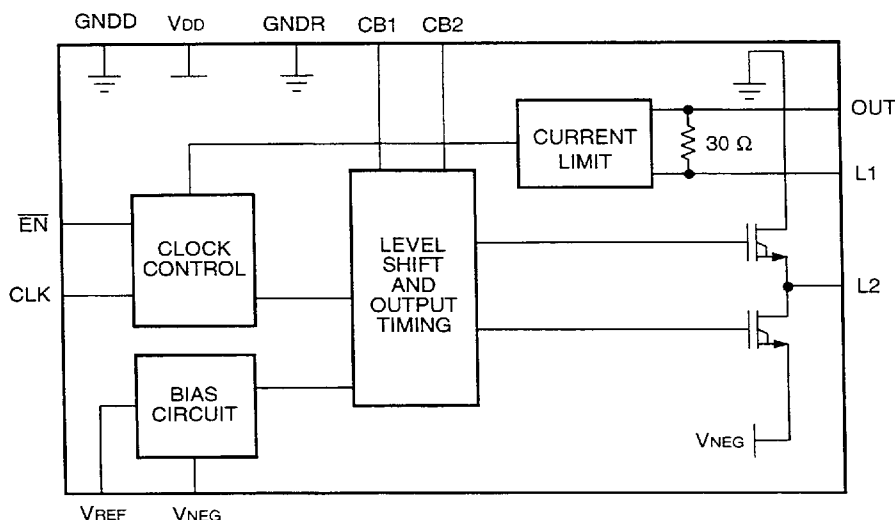 GNDD VDD GNDR CB1 CB2
OUT
CURRENT
LIMIT
30 Ω
L1
EN
CLOCK
CONTROL
LEVEL
SHIFT
AND
OUTPUT
TIMING
CLK
L2
BIAS
CIRCUIT
VNEG
VREF VNEG